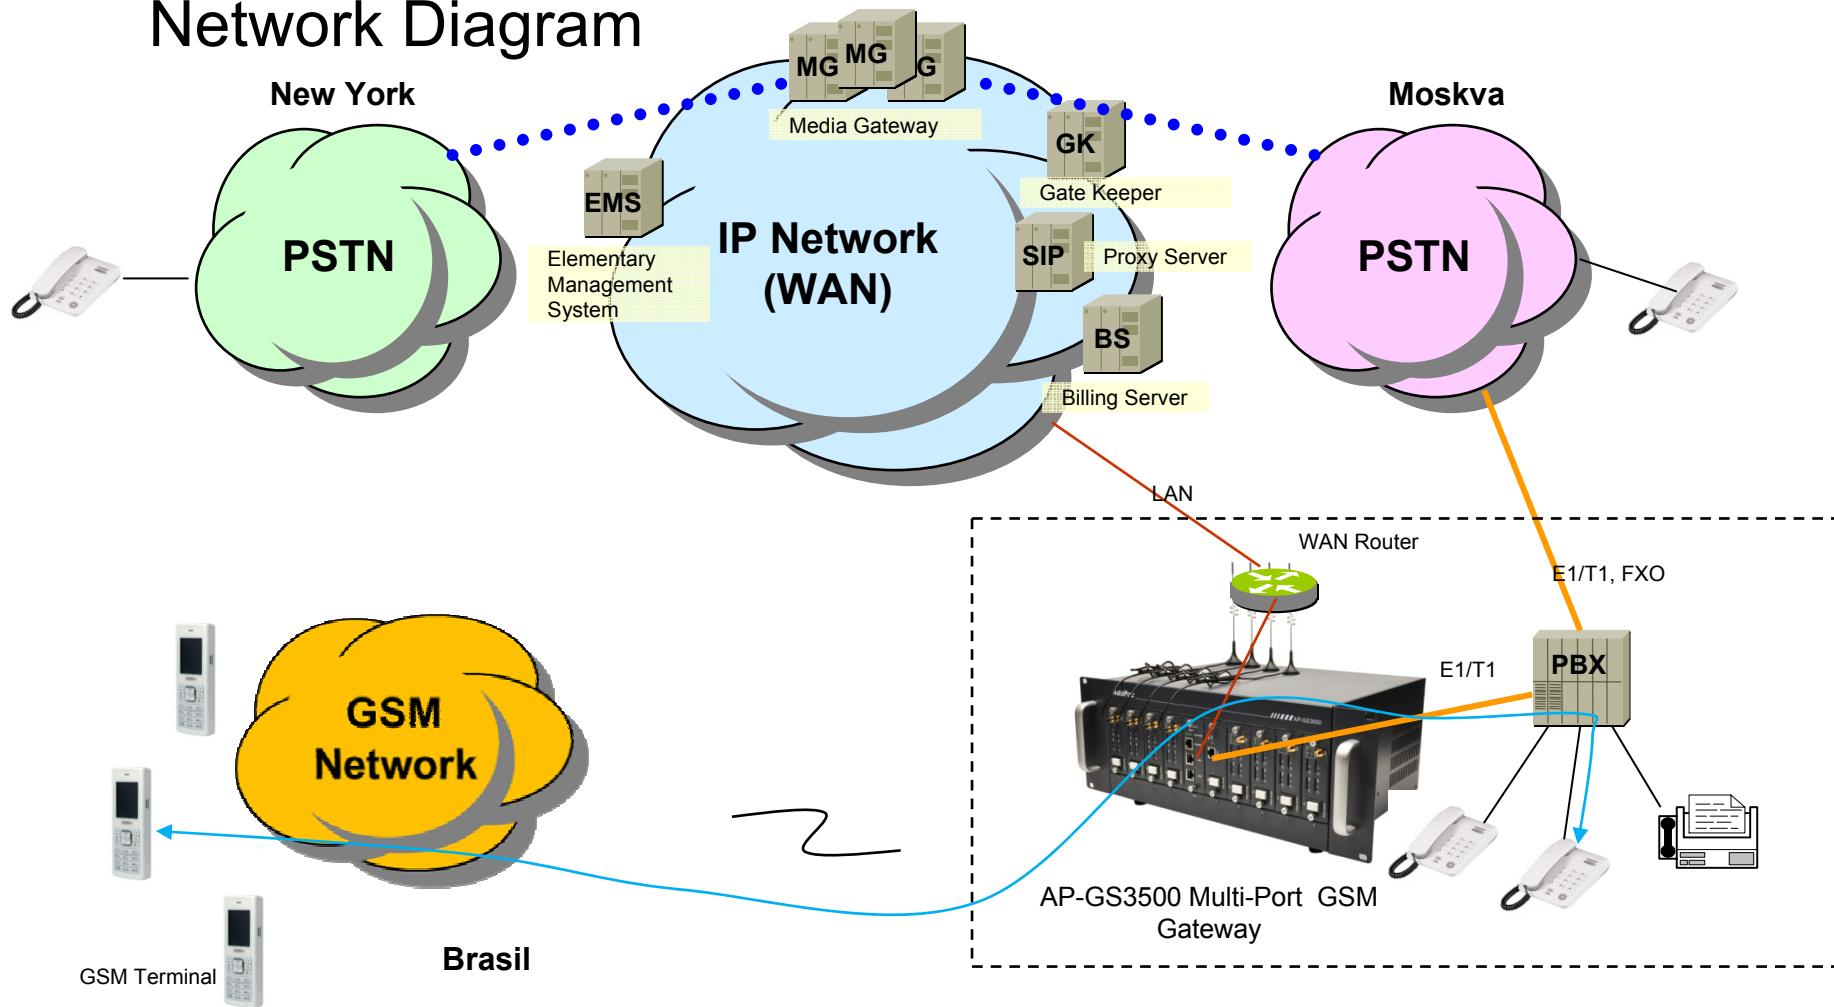 Network Diagram
New York
MG
MG
G
Media Gateway
Moskva
GK
Gate Keeper
EMS
Elementary
Management
System
PSTN
IP Network
(WAN)
SIP
Proxy Server
PSTN
BS
Billing Server
LAN
WAN Router
E1/T1, FXO
GSM
Network
E1/T1
PBX
AP-GS3000
AP-GS3500 Multi-Port GSM
Gateway
Brasil
GSM Terminal